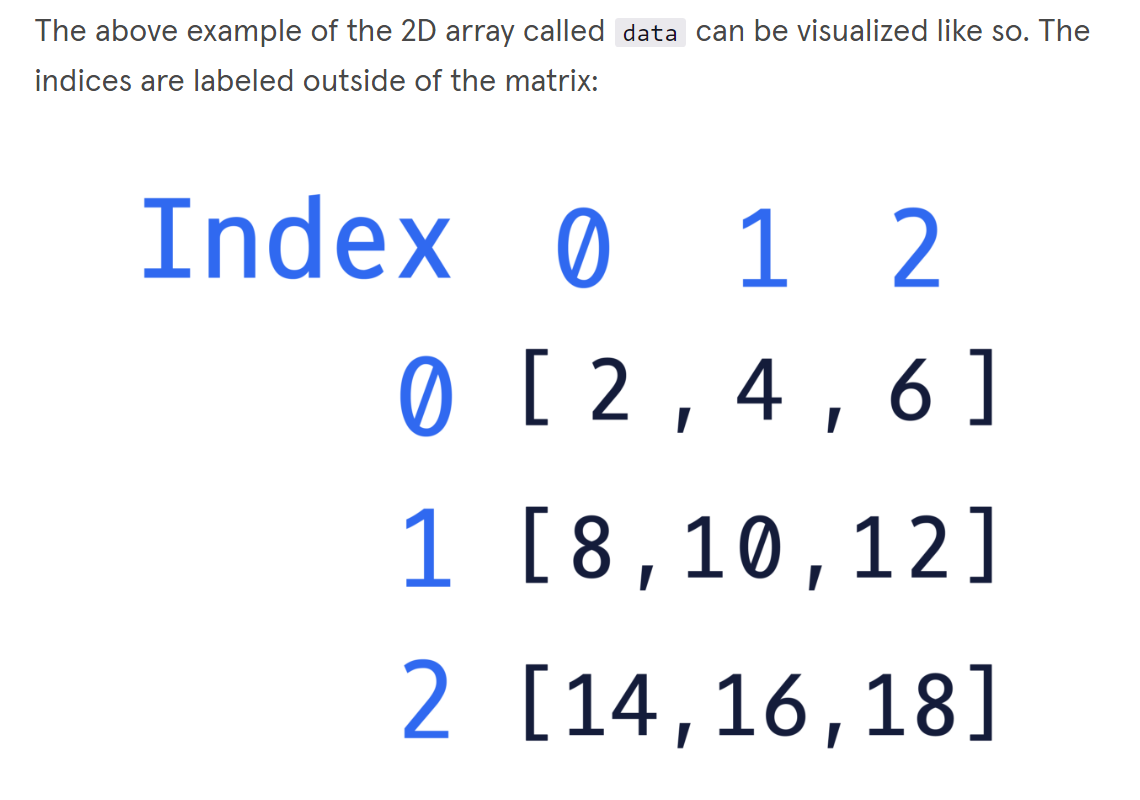 The above example of the 2D array called data can be visualized like so. The
indices are labeled outside of the matrix:
Index 0 1 2
0 [ 2 , 4 , 6 ]
1 [8,10,12]
2 [14,16,18]